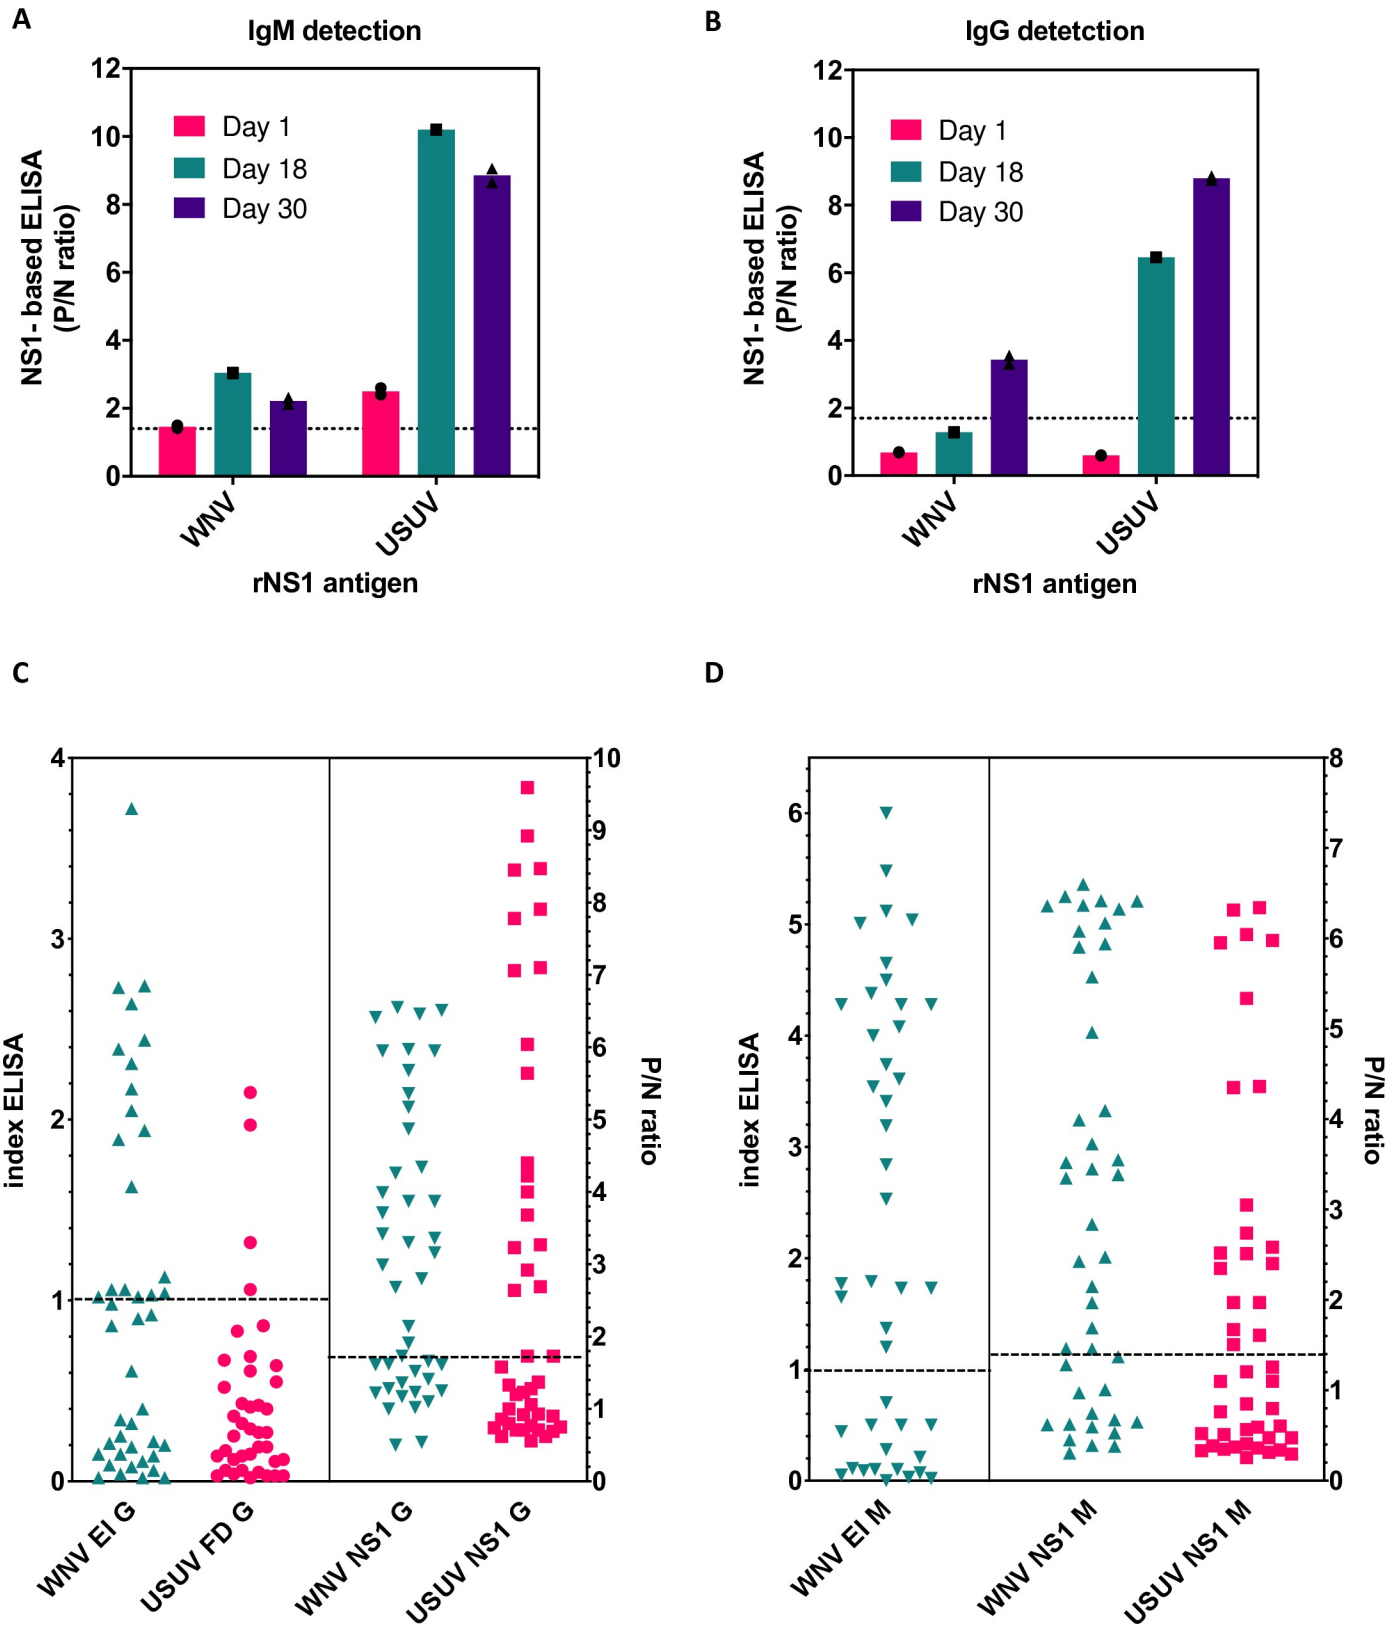 A
IgM detection
NS1- based ELISA
(P/N ratio)
12
10
8
6
4
2
0
Day 1
Day 18
Day 30
WNV
USUV
rNS1 antigen
B
IgG detetction
NS1- based ELISA
(P/N ratio)
12
10
8
6
4
2
0
Day 1
Day 18
Day 30
WNV
USUV
rNS1 antigen
C
index ELISA
4
3
2
1
0
10
9
8
7
6
5
4
3
2
1
0
P/N ratio
WNV EI G
USUV FD G
WNV NS1 G
USUV NS1 G
D
index ELISA
6
5
4
3
2
1
0
8
7
6
5
4
3
2
1
0
P/N ratio
WNV EI M
WNV NS1 M
USUV NS1 M